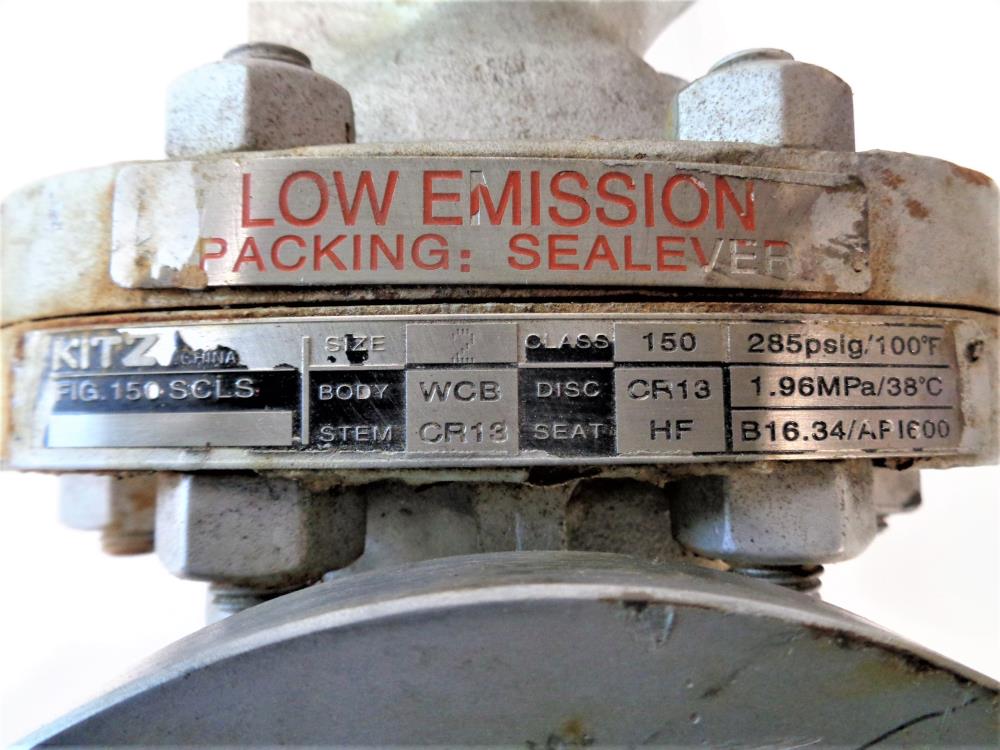 LOW EMISSION
PACKING: SEALEVER
KITZ CHINA SIZE 2 CLASS 150 285psig/100°F
FIG. 150 SCLS BODY WCB DISC CR13 1.96MPa/38°C
STEM CR13 SEAT HF B16.34/API600